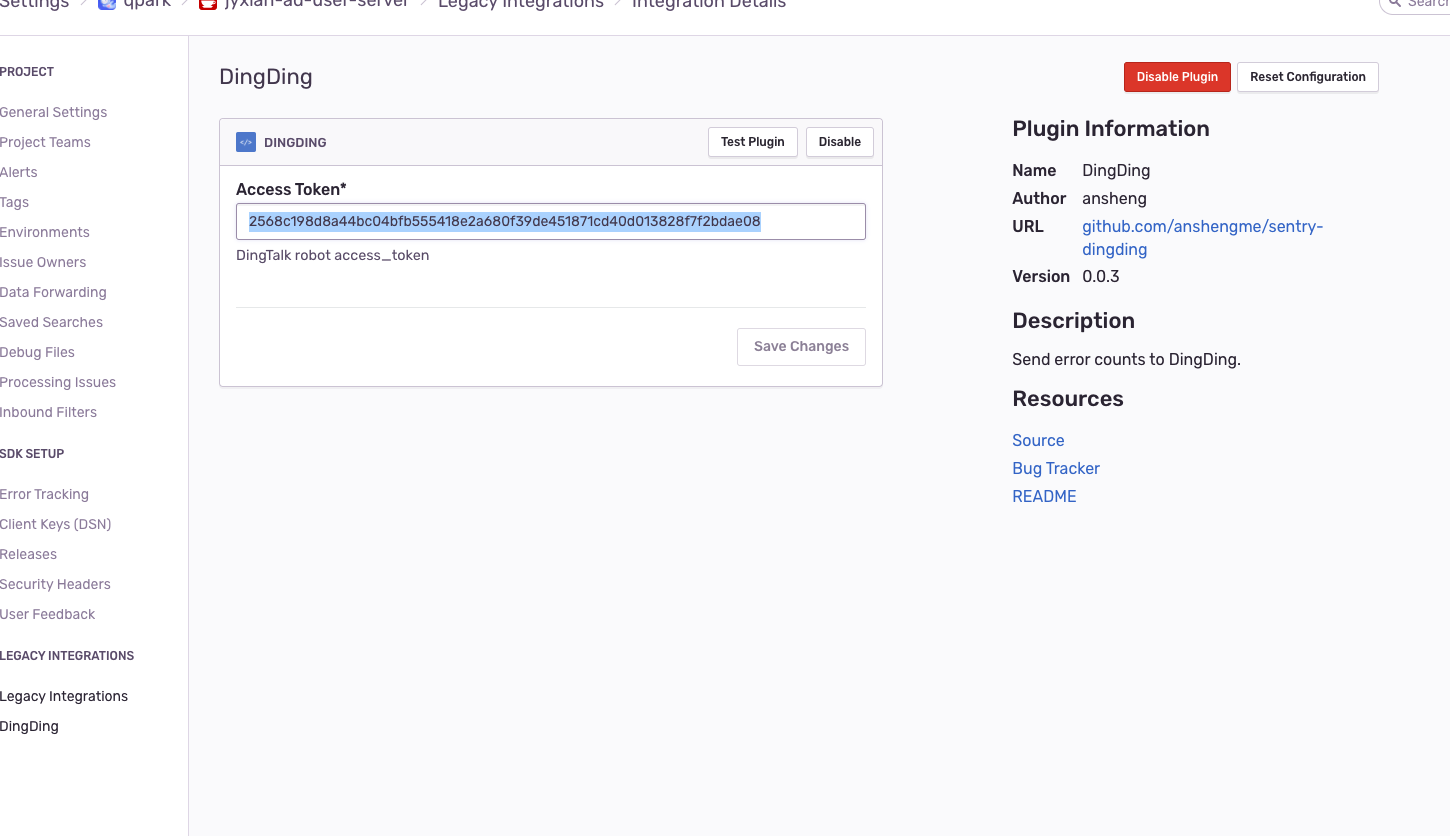 Settings
qpark
jyxian-ad-user-server
Legacy Integrations
Integration Details
Search
PROJECT
General Settings
Project Teams
Alerts
Tags
Environments
Issue Owners
Data Forwarding
Saved Searches
Debug Files
Processing Issues
Inbound Filters
SDK SETUP
Error Tracking
Client Keys (DSN)
Releases
Security Headers
User Feedback
LEGACY INTEGRATIONS
Legacy Integrations
DingDing
DingDing
Disable Plugin
Reset Configuration
DINGDING
Test Plugin
Disable
Access Token*
2568c198d8a44bc04bfb555418e2a680f39de451871cd40d013828f7f2bdae08
DingTalk robot access_token
Save Changes
Plugin Information
Name DingDing
Author ansheng
URL github.com/anshengme/sentry-
dingding
Version 0.0.3
Description
Send error counts to DingDing.
Resources
Source
Bug Tracker
README